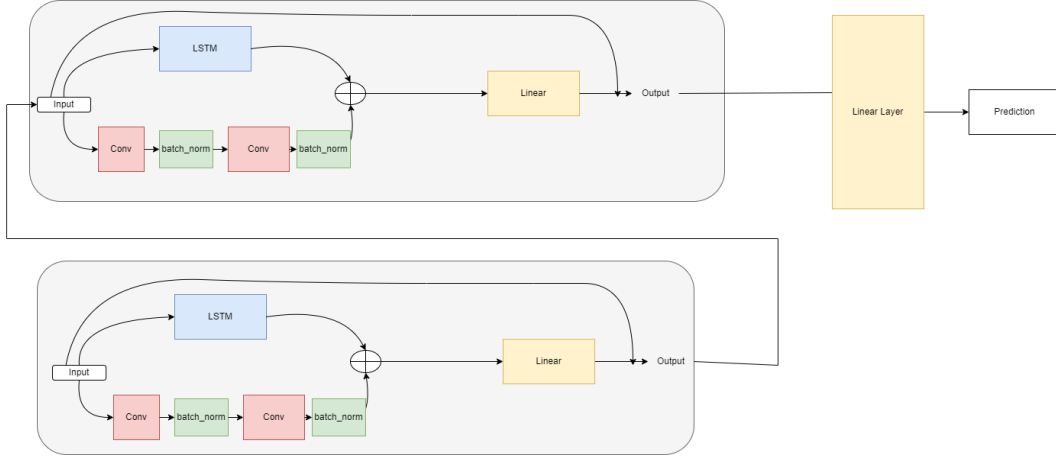 LSTM
Input
Linear
Output
Conv
batch_norm
Conv
batch_norm
Linear Layer
Prediction
LSTM
Input
Linear
Output
Conv
batch_norm
Conv
batch_norm